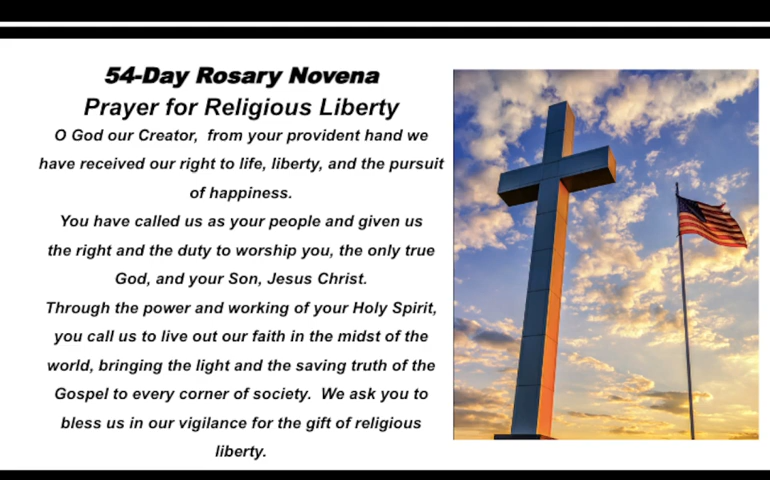 54-Day Rosary Novena
Prayer for Religious Liberty
O God our Creator,  from your provident hand we
have received our right to life, liberty, and the pursuit
of happiness.
You have called us as your people and given us
the right and the duty to worship you, the only true
God, and your Son, Jesus Christ.
Through the power and working of your Holy Spirit,
you call us to live out our faith in the midst of the
world, bringing the light and the saving truth of the
Gospel to every corner of society.  We ask you to
bless us in our vigilance for the gift of religious
liberty.